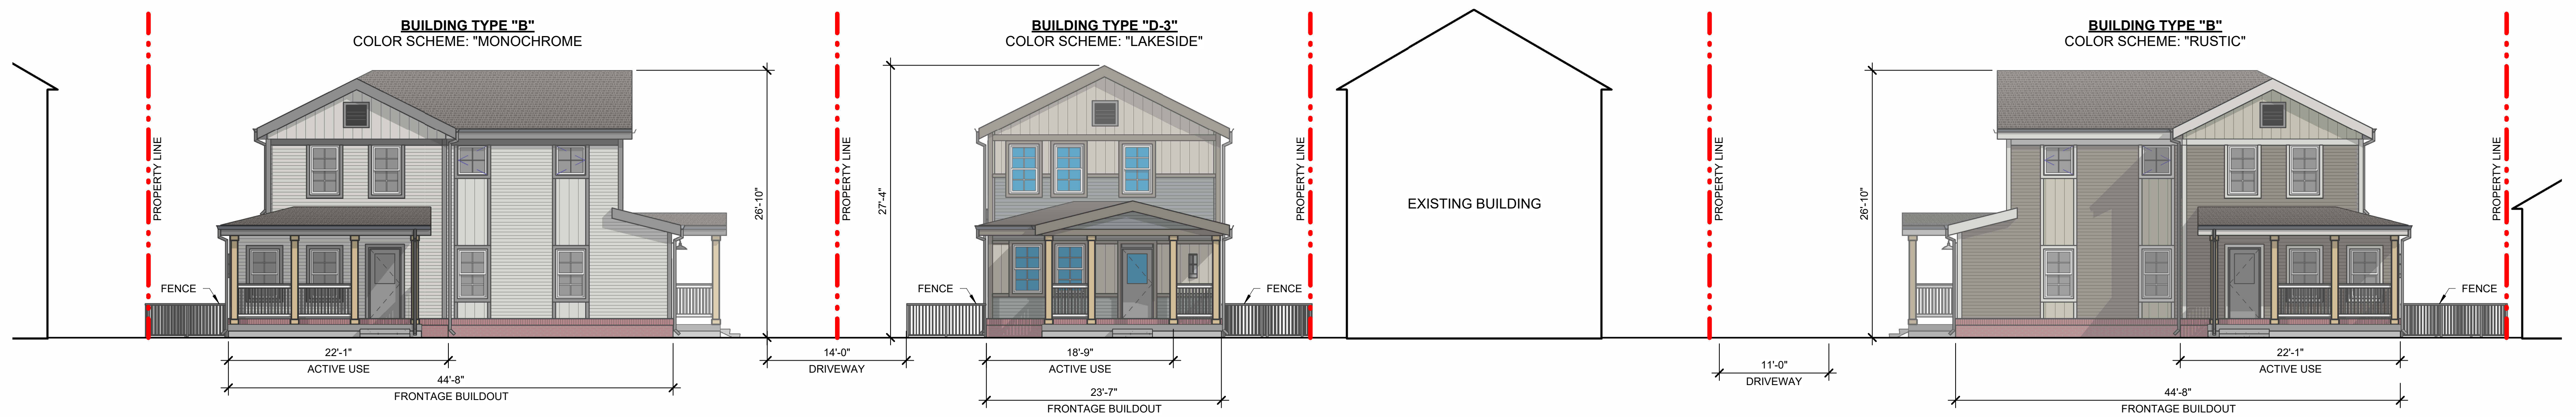 BUILDING TYPE "B"
COLOR SCHEME: "MONOCHROME
PROPERTY LINE
26'-10"
FENCE
22'-1"
ACTIVE USE
44'-8"
FRONTAGE BUILDOUT
14'-0"
DRIVEWAY
PROPERTY LINE
BUILDING TYPE "D-3"
COLOR SCHEME: "LAKESIDE"
27'-4"
FENCE
FENCE
18'-9"
ACTIVE USE
23'-7"
FRONTAGE BUILDOUT
PROPERTY LINE
EXISTING BUILDING
PROPERTY LINE
11'-0"
DRIVEWAY
BUILDING TYPE "B"
COLOR SCHEME: "RUSTIC"
26'-10"
FENCE
22'-1"
ACTIVE USE
44'-8"
FRONTAGE BUILDOUT
PROPERTY LINE